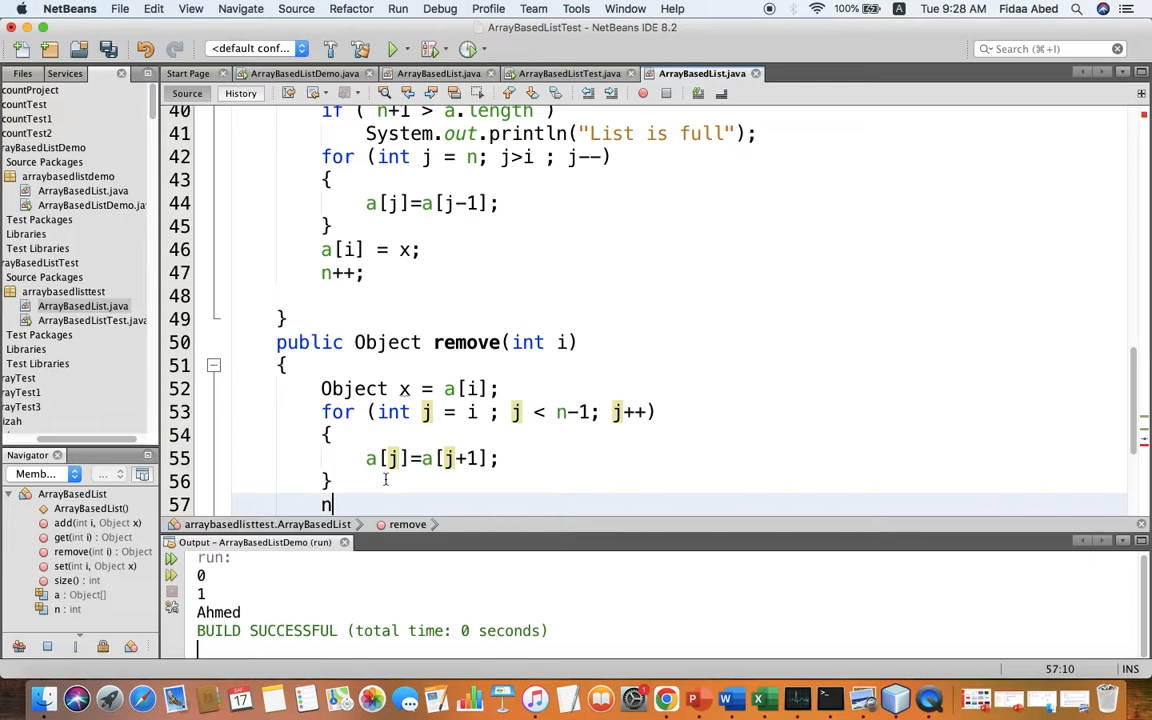 NetBeans File Edit View Navigate Source Refactor Run Debug Profile Team Tools Window Help 100% A Tue 9:28 AM Fidaa Abed
ArrayBasedListTest - NetBeans IDE 8.2
<default conf... Search (⌘+I)
Files Services Start Page ArrayBasedListDemo.java ArrayBasedList.java ArrayBasedListTest.java ArrayBasedList.java
Source History
countProject
countTest
countTest1
countTest2
rayBasedListDemo
Source Packages
arraybasedlistdemo
ArrayBasedList.java
ArrayBasedListDemo.ja
Test Packages
Libraries
Test Libraries
rayBasedListTest
Source Packages
arraybasedlisttest
ArrayBasedList.java
ArrayBasedListTest.java
Test Packages
Libraries
Test Libraries
rayTest
rayTest1
rayTest3
izah
40 if ( n+1 > a.length )
41 System.out.println("List is full");
42 for (int j = n; j>i ; j--)
43 {
44 a[j]=a[j-1];
45 }
46 a[i] = x;
47 n++;
48
49 }
50 public Object remove(int i)
51 {
52 Object x = a[i];
53 for (int j = i ; j < n-1; j++)
54 {
55 a[j]=a[j+1];
56 }
57 n
arraybasedlisttest.ArrayBasedList remove
Navigator
Memb... ...
ArrayBasedList
ArrayBasedList()
add(int i, Object x)
get(int i) : Object
remove(int i) : Object
set(int i, Object x)
size() : int
a : Object[]
n : int
Output - ArrayBasedListDemo (run)
run:
0
1
Ahmed
BUILD SUCCESSFUL (total time: 0 seconds)
57:10 INS
17